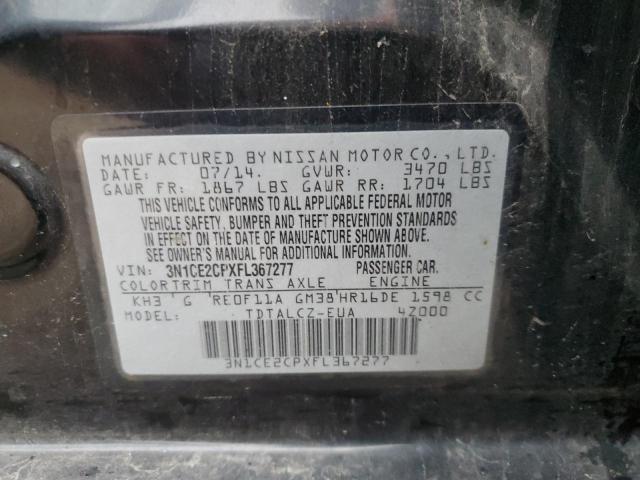 MANUFACTURED BY NISSAN MOTOR CO., LTD.
DATE: 07/14. GVWR: 3470 LBS
GAWR FR: 1867 LBS GAWR RR: 1704 LBS
THIS VEHICLE CONFORMS TO ALL APPLICABLE FEDERAL MOTOR
VEHICLE SAFETY, BUMPER AND THEFT PREVENTION STANDARDS
IN EFFECT ON THE DATE OF MANUFACTURE SHOWN ABOVE.
SEE OWNER'S MANUAL FOR ADDITIONAL INFORMATION.
VIN: 3N1CE2CPXFL367277 PASSENGER CAR.
COLOR TRIM TRANS AXLE ENGINE
KH3 ' G 'RE0F11A GM38'HR16DE 1598 CC
MODEL: TDTALCZ-EUA 4Z000
3N1CE2CPXFL367277